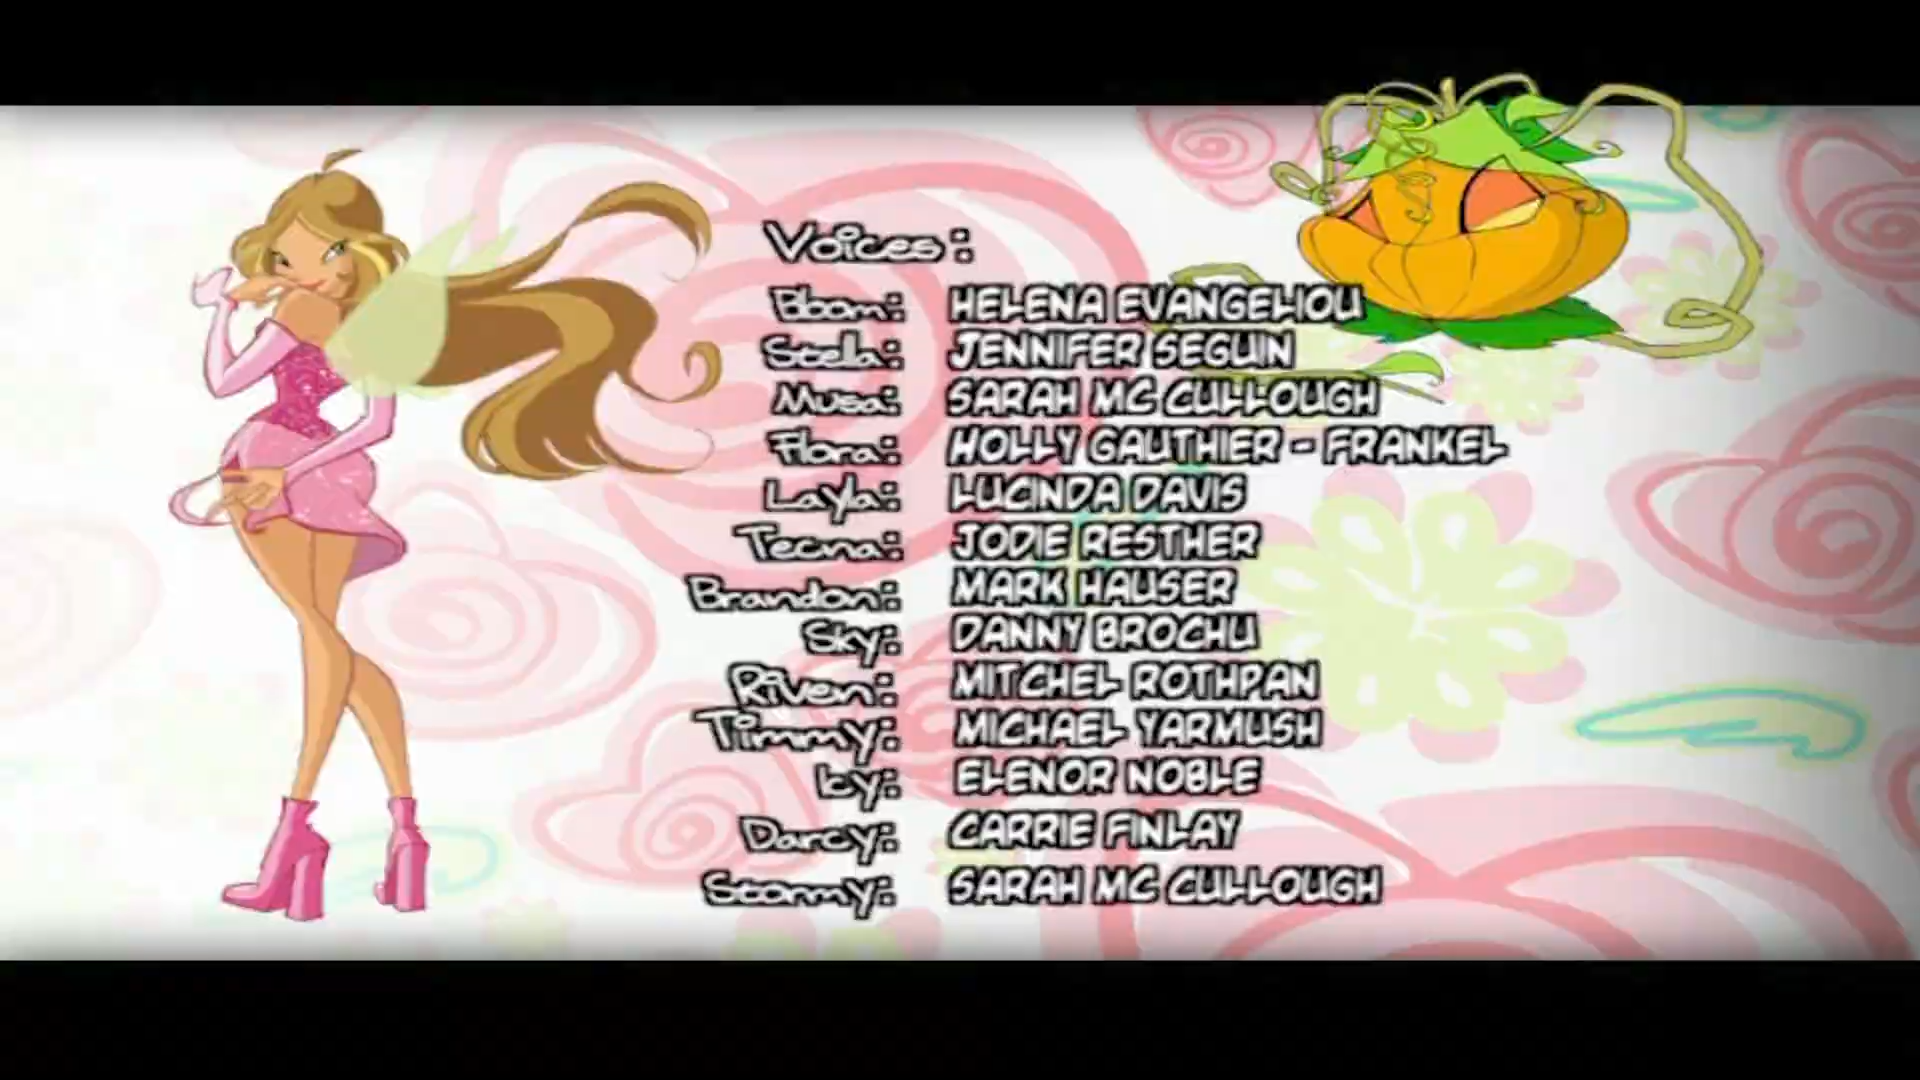 Voices:
Bloom: HELENA EVANGELIOU
Stella: JENNIFER SEGUIN
Musa: SARAH MC CULLOUGH
Flora: HOLLY GAUTHIER - FRANKEL
Layla: LUCINDA DAVIS
Tecna: JODIE RESTHER
Brandon: MARK HAUSER
Sky: DANNY BROCHU
Riven: MITCHEL ROTHPAN
Timmy: MICHAEL YARMUSH
Icy: ELENOR NOBLE
Darcy: CARRIE FINLAY
Stormy: SARAH MC CULLOUGH